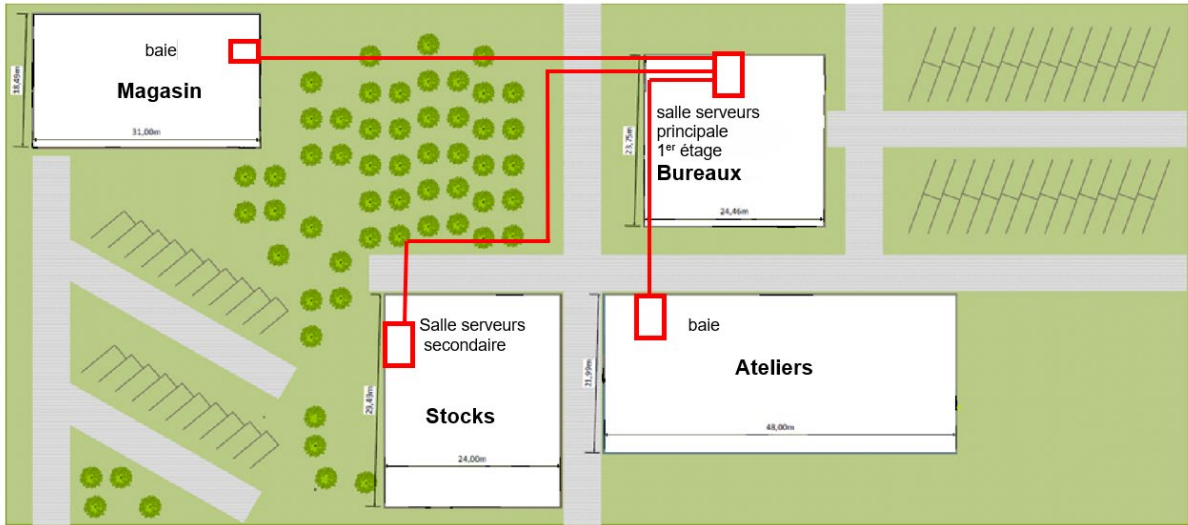 baie
Magasin
18,49m
31,00m
salle serveurs
principale
1er étage
Bureaux
23,75m
24,46m
Salle serveurs
secondaire
Stocks
29,49m
24,00m
baie
Ateliers
21,99m
48,00m